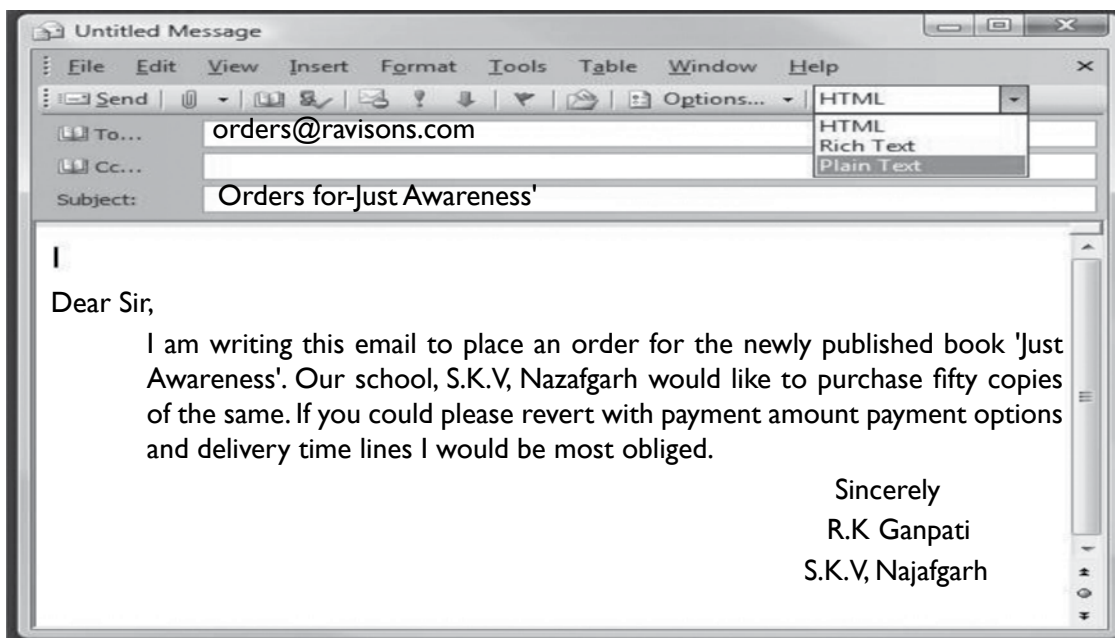 Untitled Message
File Edit View Insert Format Tools Table Window Help
Send Options... HTML
To... orders@ravisons.com
HTML
Rich Text
Cc...
Plain Text
Subject: Orders for-Just Awareness'
I
Dear Sir,
I am writing this email to place an order for the newly published book 'Just
Awareness'. Our school, S.K.V, Nazafgarh would like to purchase fifty copies
of the same. If you could please revert with payment amount payment options
and delivery time lines I would be most obliged.
Sincerely
R.K Ganpati
S.K.V, Najafgarh